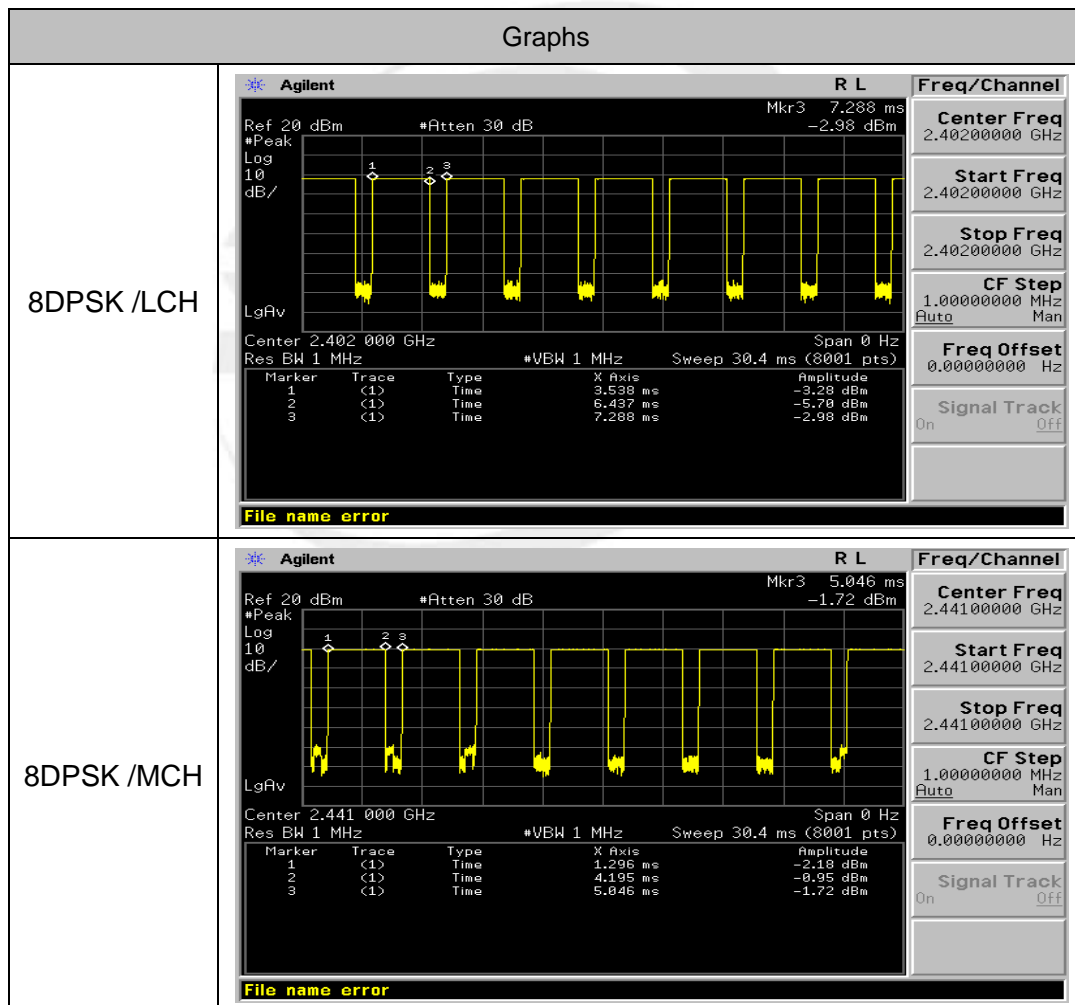 Graphs
8DPSK /LCH
Agilent R L Freq/Channel
Mkr3 7.288 ms
Ref 20 dBm #Atten 30 dB -2.98 dBm
#Peak
Log
10
dB/
1 2 3
LgAv
Center 2.402 000 GHz Span 0 Hz
Res BW 1 MHz #VBW 1 MHz Sweep 30.4 ms (8001 pts)
Marker Trace Type X Axis Amplitude
1 (1) Time 3.538 ms -3.28 dBm
2 (1) Time 6.437 ms -5.70 dBm
3 (1) Time 7.288 ms -2.98 dBm
File name error
Center Freq
2.40200000 GHz
Start Freq
2.40200000 GHz
Stop Freq
2.40200000 GHz
CF Step
1.00000000 MHz
Auto Man
Freq Offset
0.00000000 Hz
Signal Track
On Off
8DPSK /MCH
Agilent R L Freq/Channel
Mkr3 5.046 ms
Ref 20 dBm #Atten 30 dB -1.72 dBm
#Peak
Log
10
dB/
1 2 3
LgAv
Center 2.441 000 GHz Span 0 Hz
Res BW 1 MHz #VBW 1 MHz Sweep 30.4 ms (8001 pts)
Marker Trace Type X Axis Amplitude
1 (1) Time 1.296 ms -2.18 dBm
2 (1) Time 4.195 ms -0.95 dBm
3 (1) Time 5.046 ms -1.72 dBm
File name error
Center Freq
2.44100000 GHz
Start Freq
2.44100000 GHz
Stop Freq
2.44100000 GHz
CF Step
1.00000000 MHz
Auto Man
Freq Offset
0.00000000 Hz
Signal Track
On Off